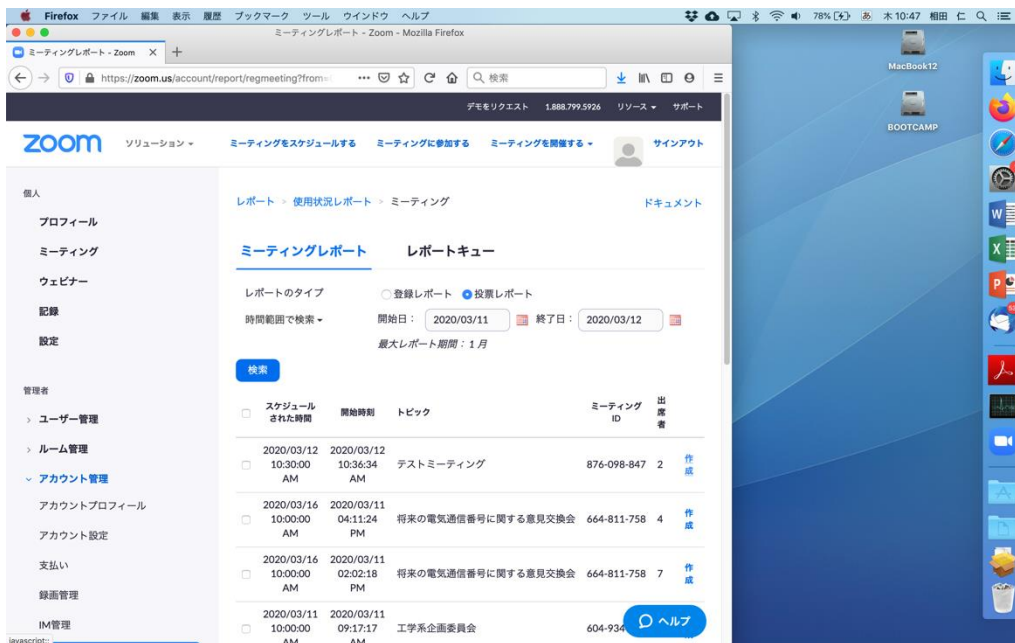 Firefox ファイル 編集 表示 履歴 ブックマーク ツール ウインドウ ヘルプ 78% あ 木10:47 相田 仁
ミーティングレポート - Zoom - Mozilla Firefox
ミーティングレポート - Zoom
https://zoom.us/account/report/regmeeting?from= 検索
デモをリクエスト 1.888.799.5926 リソース サポート
zoom ソリューション ミーティングをスケジュールする ミーティングに参加する ミーティングを開催する サインアウト
個人
プロフィール
ミーティング
ウェビナー
記録
設定
管理者
ユーザー管理
ルーム管理
アカウント管理
アカウントプロフィール
アカウント設定
支払い
録画管理
IM管理
javascript:;
レポート > 使用状況レポート > ミーティング ドキュメント
ミーティングレポート レポートキュー
レポートのタイプ 登録レポート 投票レポート
時間範囲で検索 開始日： 2020/03/11 終了日： 2020/03/12
最大レポート期間：1 月
検索
スケジュールされた時間 開始時刻 トピック ミーティング ID 出席者
2020/03/12 10:30:00 AM 2020/03/12 10:36:34 AM テストミーティング 876-098-847 2 作成
2020/03/16 10:00:00 AM 2020/03/11 04:11:24 PM 将来の電気通信番号に関する意見交換会 664-811-758 4 作成
2020/03/16 10:00:00 AM 2020/03/11 02:02:18 PM 将来の電気通信番号に関する意見交換会 664-811-758 7 作成
2020/03/11 10:00:00 AM 2020/03/11 09:17:17 AM 工学系企画委員会 604-934
ヘルプ
MacBook12
BOOTCAMP